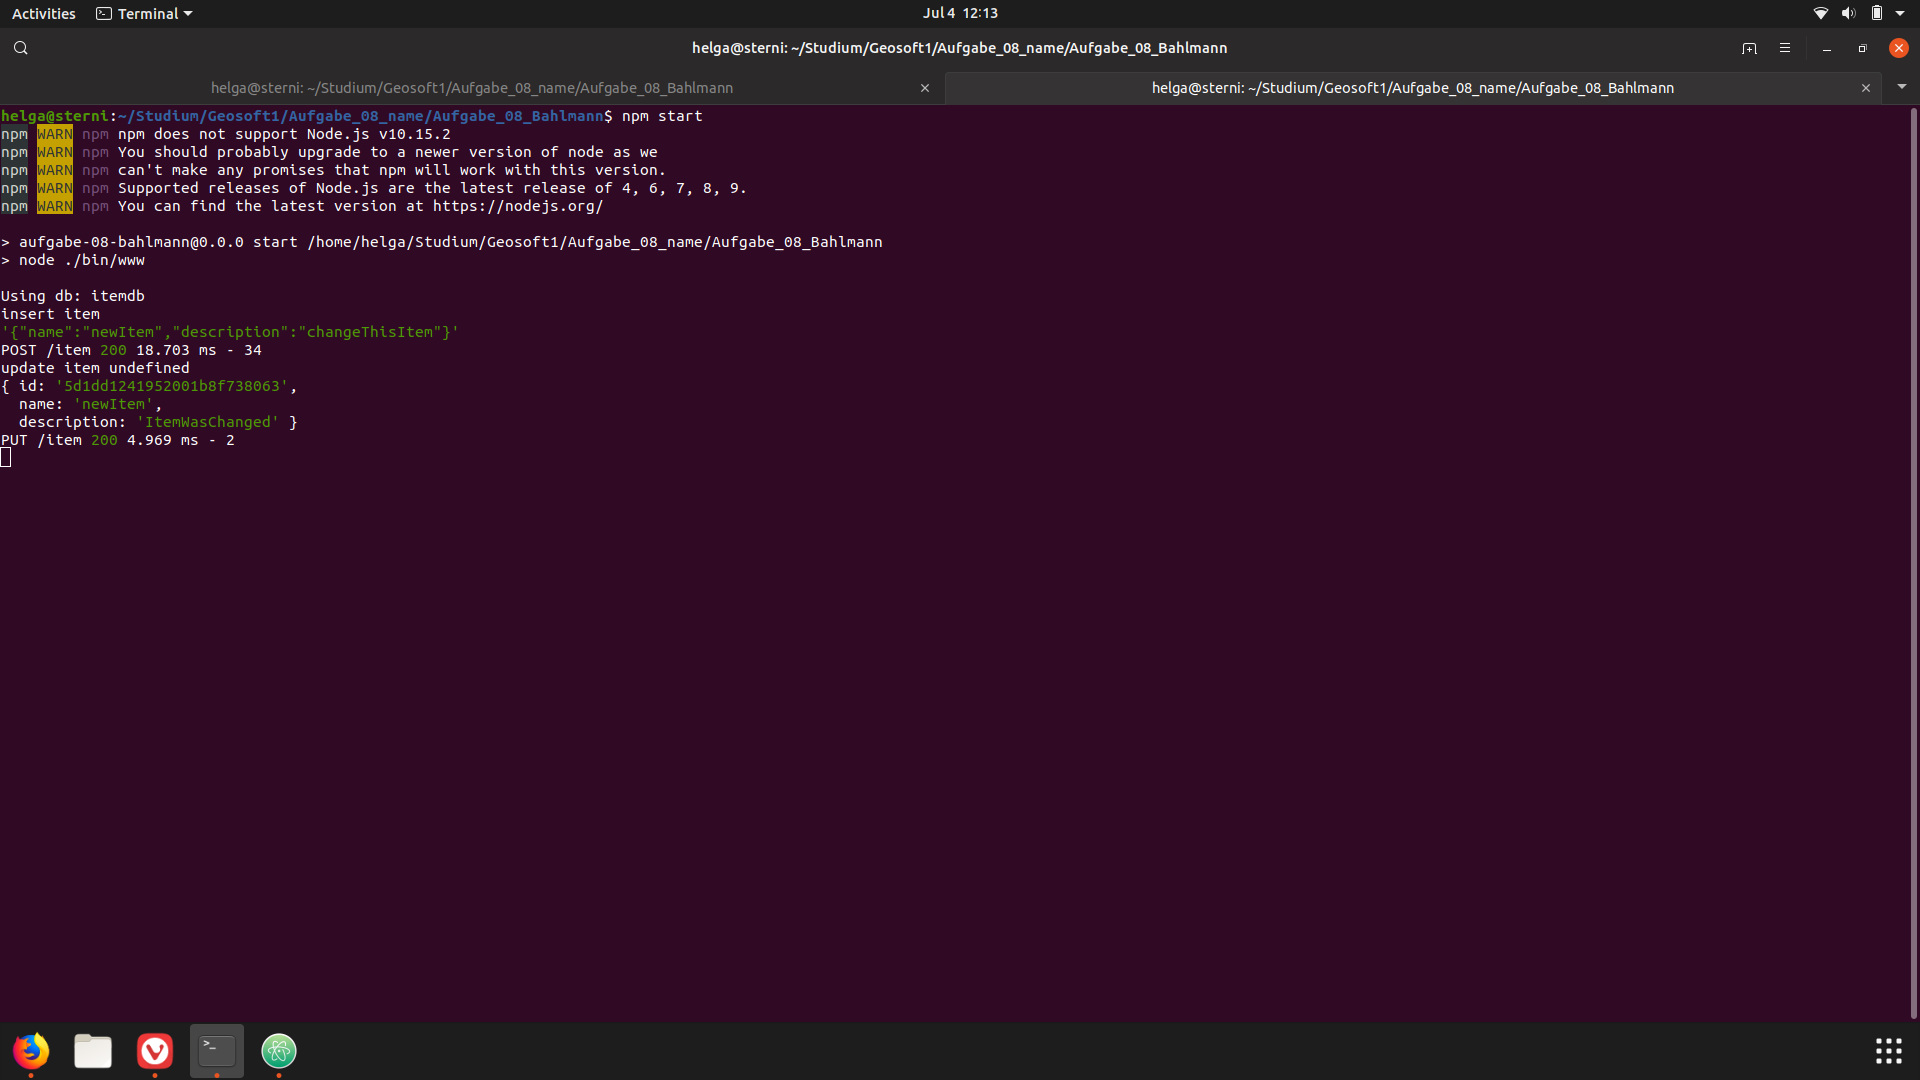 Activities Terminal Jul 4 12:13
helga@sterni: ~/Studium/Geosoft1/Aufgabe_08_name/Aufgabe_08_Bahlmann
helga@sterni: ~/Studium/Geosoft1/Aufgabe_08_name/Aufgabe_08_Bahlmann helga@sterni: ~/Studium/Geosoft1/Aufgabe_08_name/Aufgabe_08_Bahlmann
helga@sterni:~/Studium/Geosoft1/Aufgabe_08_name/Aufgabe_08_Bahlmann$ npm start
npm WARN npm npm does not support Node.js v10.15.2
npm WARN npm You should probably upgrade to a newer version of node as we
npm WARN npm can't make any promises that npm will work with this version.
npm WARN npm Supported releases of Node.js are the latest release of 4, 6, 7, 8, 9.
npm WARN npm You can find the latest version at https://nodejs.org/
> aufgabe-08-bahlmann@0.0.0 start /home/helga/Studium/Geosoft1/Aufgabe_08_name/Aufgabe_08_Bahlmann
> node ./bin/www
Using db: itemdb
insert item
'{"name":"newItem","description":"changeThisItem"}'
POST /item 200 18.703 ms - 34
update item undefined
{ id: '5d1dd1241952001b8f738063',
name: 'newItem',
description: 'ItemWasChanged' }
PUT /item 200 4.969 ms - 2